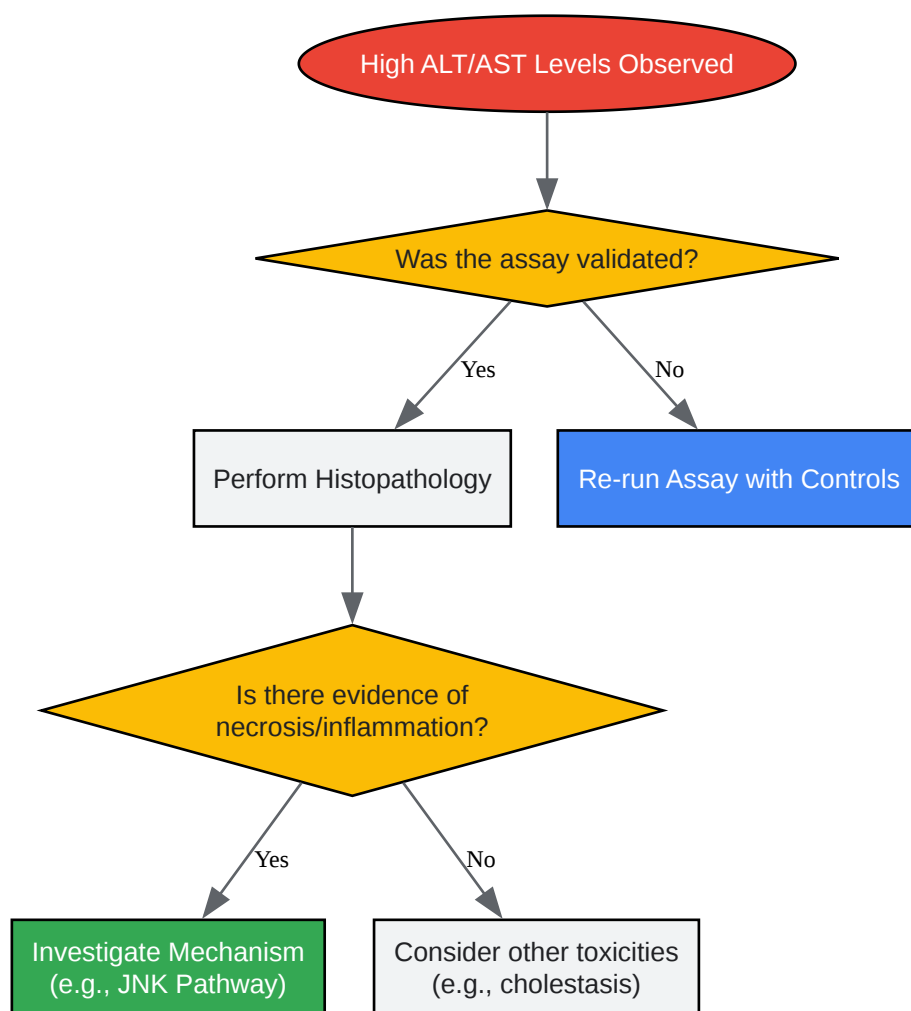 High ALT/AST Levels Observed
Was the assay validated?
Yes
No
Perform Histopathology
Re-run Assay with Controls
Is there evidence of
necrosis/inflammation?
Yes
No
Investigate Mechanism
(e.g., JNK Pathway)
Consider other toxicities
(e.g., cholestasis)